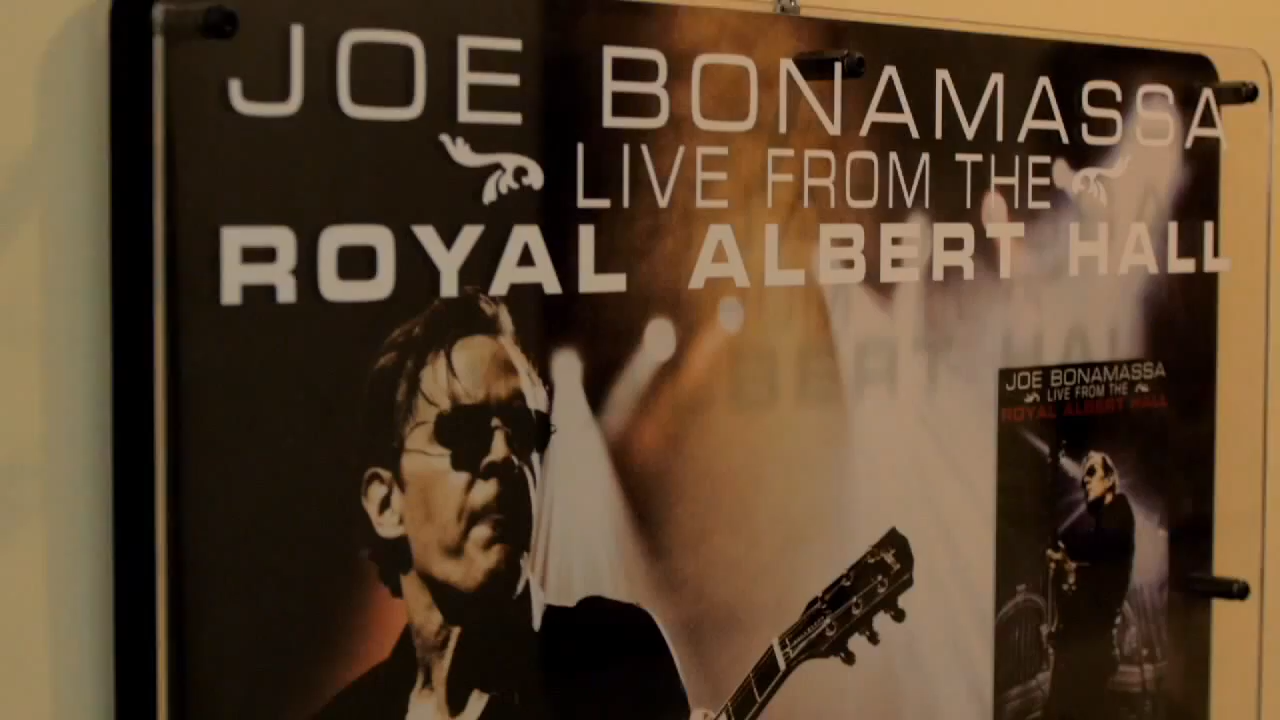 JOE BONAMASSA
LIVE FROM THE
ROYAL ALBERT HALL
JOE BONAMASSA
LIVE FROM THE
ROYAL ALBERT HALL